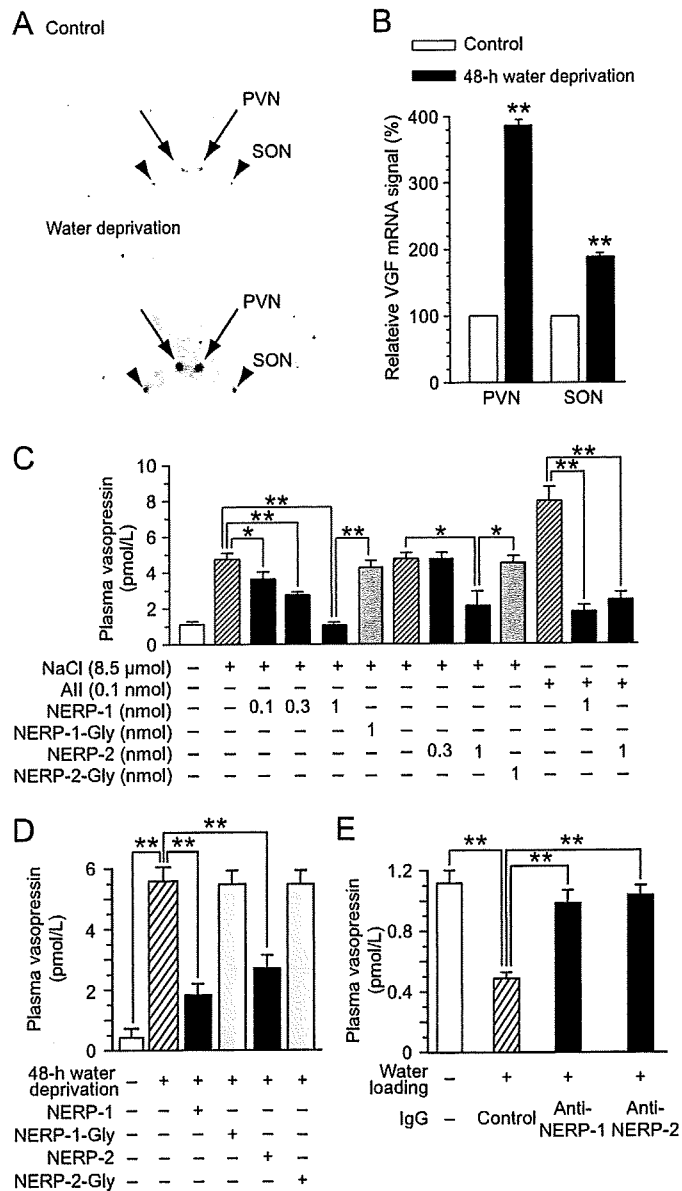 A Control
PVN
SON
Water deprivation
PVN
SON
B
Control
48-h water deprivation
Relateive VGF mRNA signal (%)
400
300
200
100
0
** **
PVN SON
C
Plasma vasopressin
(pmol/L)
10
8
6
4
2
0
** ** * ** * * ** **
NaCl (8.5 µmol) – + + + + + + + + + – – –
AII (0.1 nmol) – – – – – – – – – – + + +
NERP-1 (nmol) – – 0.1 0.3 1 – – – – – – 1 –
NERP-1-Gly (nmol) – – – – – 1 – – – – – – –
NERP-2 (nmol) – – – – – – – 0.3 1 – – – 1
NERP-2-Gly (nmol) – – – – – – – – – 1 – – –
D
Plasma vasopressin
(pmol/L)
6
4
2
0
** ** **
48-h water
deprivation – + + + + +
NERP-1 – – + – – –
NERP-1-Gly – – – + – –
NERP-2 – – – – + –
NERP-2-Gly – – – – – +
E
Plasma vasopressin
(pmol/L)
1.2
0.8
0.4
0
** ** **
Water
loading – + + +
IgG – Control Anti-NERP-1 Anti-NERP-2